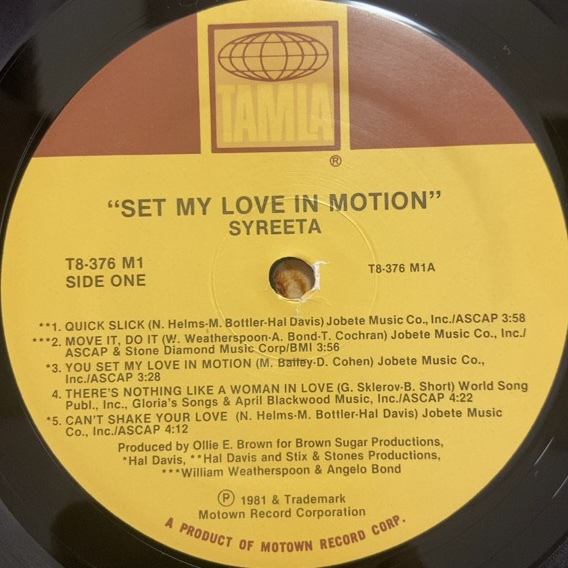 TAMLA
®
"SET MY LOVE IN MOTION"
SYREETA
T8-376 M1
SIDE ONE
T8-376 M1A
**1. QUICK SLICK (N. Helms-M. Bottler-Hal Davis) Jobete Music Co., Inc./ASCAP 3:58
***2. MOVE IT, DO IT (W. Weatherspoon-A. Bond-T. Cochran) Jobete Music Co., Inc./
ASCAP & Stone Diamond Music Corp/BMI 3:56
*3. YOU SET MY LOVE IN MOTION (M. Bailey-D. Cohen) Jobete Music Co.,
Inc./ASCAP 3:28
4. THERE'S NOTHING LIKE A WOMAN IN LOVE (G. Sklerov-B. Short) World Song
Publ., Inc., Gloria's Songs & April Blackwood Music, Inc./ASCAP 4:22
*5. CAN'T SHAKE YOUR LOVE (N. Helms-M. Bottler-Hal Davis) Jobete Music
Co., Inc./ASCAP 4:12
Produced by Ollie E. Brown for Brown Sugar Productions,
*Hal Davis, **Hal Davis and Stix & Stones Productions,
***William Weatherspoon & Angelo Bond
℗ 1981 & Trademark
Motown Record Corporation
A PRODUCT OF MOTOWN RECORD CORP.